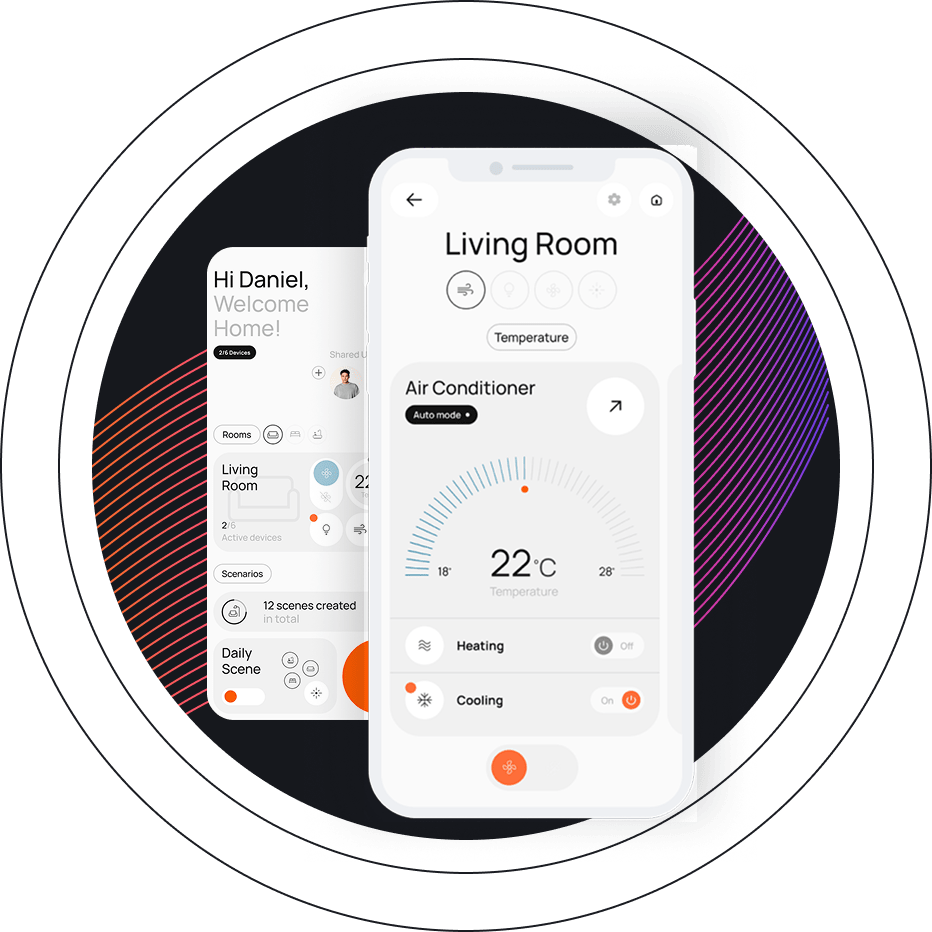 Hi Daniel,
Welcome
Home!
2/6 Devices
Shared U
Rooms
Living
Room
22
2/6
Active devices
Scenarios
12 scenes created
in total
Daily
Scene
Living Room
Temperature
Air Conditioner
Auto mode
18°
22°C
28°
Temperature
Heating
Off
Cooling
On